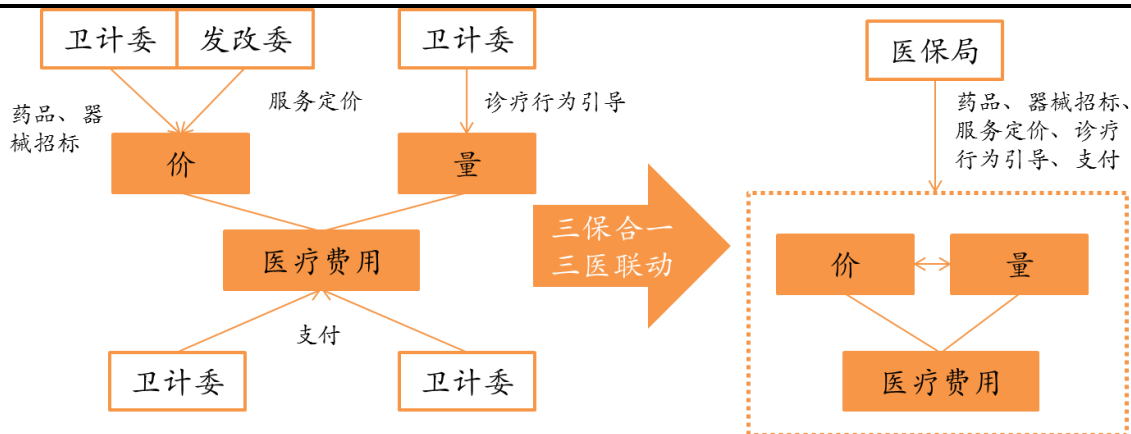 卫计委
发改委
卫计委
药品、器
械招标
服务定价
诊疗行为引导
价
量
医疗费用
支付
卫计委
卫计委
三保合一
三医联动
医保局
药品、器械招标、
服务定价、诊疗
行为引导、支付
价
量
医疗费用